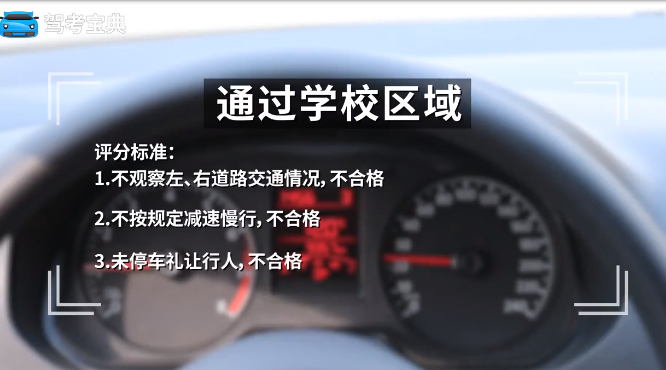 驾考宝典
通过学校区域
评分标准：
1.不观察左、右道路交通情况，不合格
2.不按规定减速慢行，不合格
3.未停车礼让行人，不合格